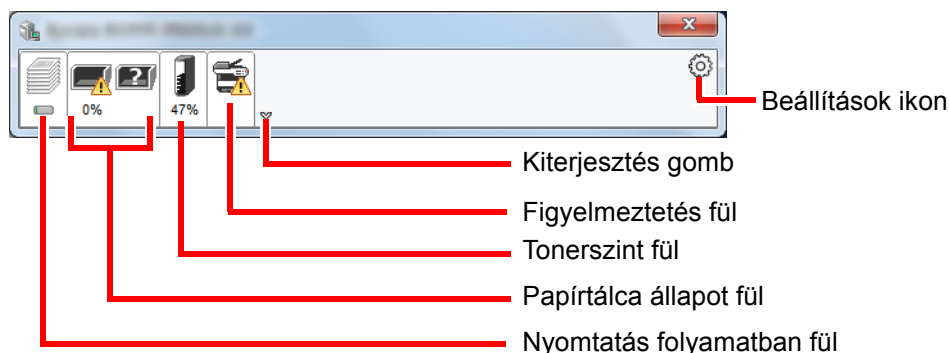 0%
47%
Beállítások ikon
Kiterjesztés gomb
Figyelmeztetés fül
Tonerszint fül
Papírtálca állapot fül
Nyomtatás folyamatban fül